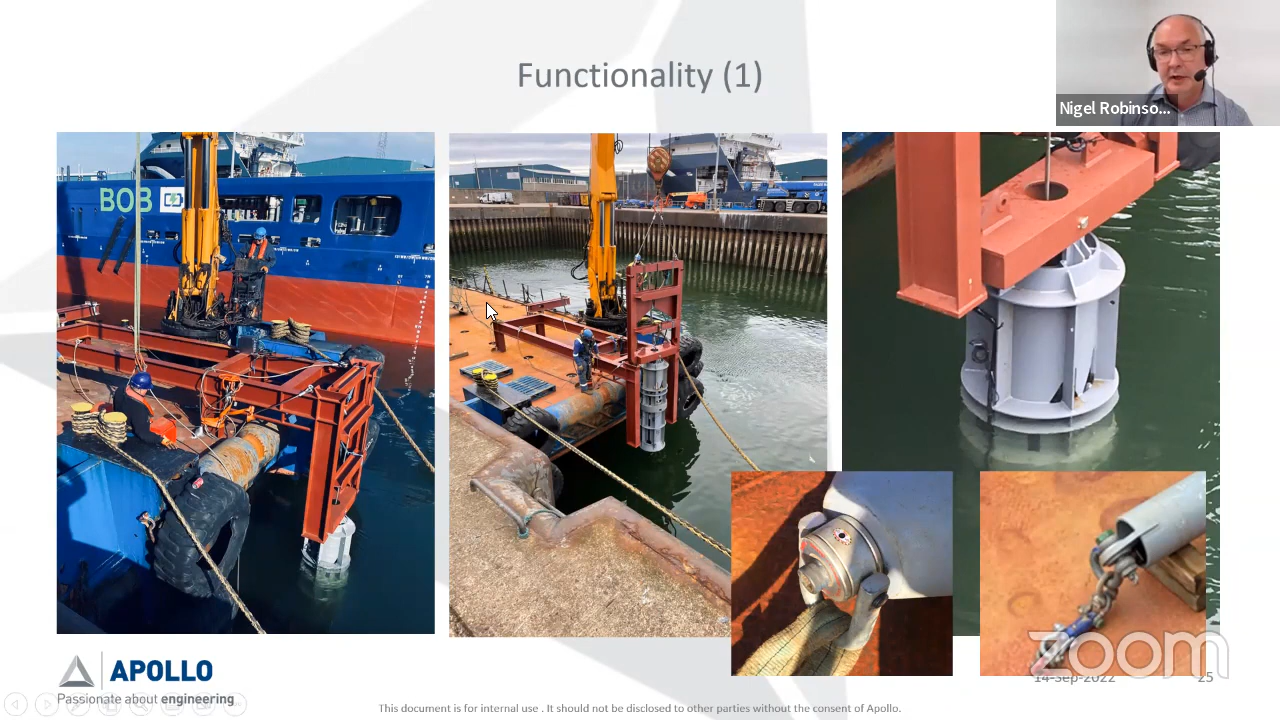 Functionality (1)
Nigel Robinso...
BOB
APOLLO
Passionate about engineering
zoom
14-Sep-2022
25
This document is for internal use . It should not be disclosed to other parties without the consent of Apollo.